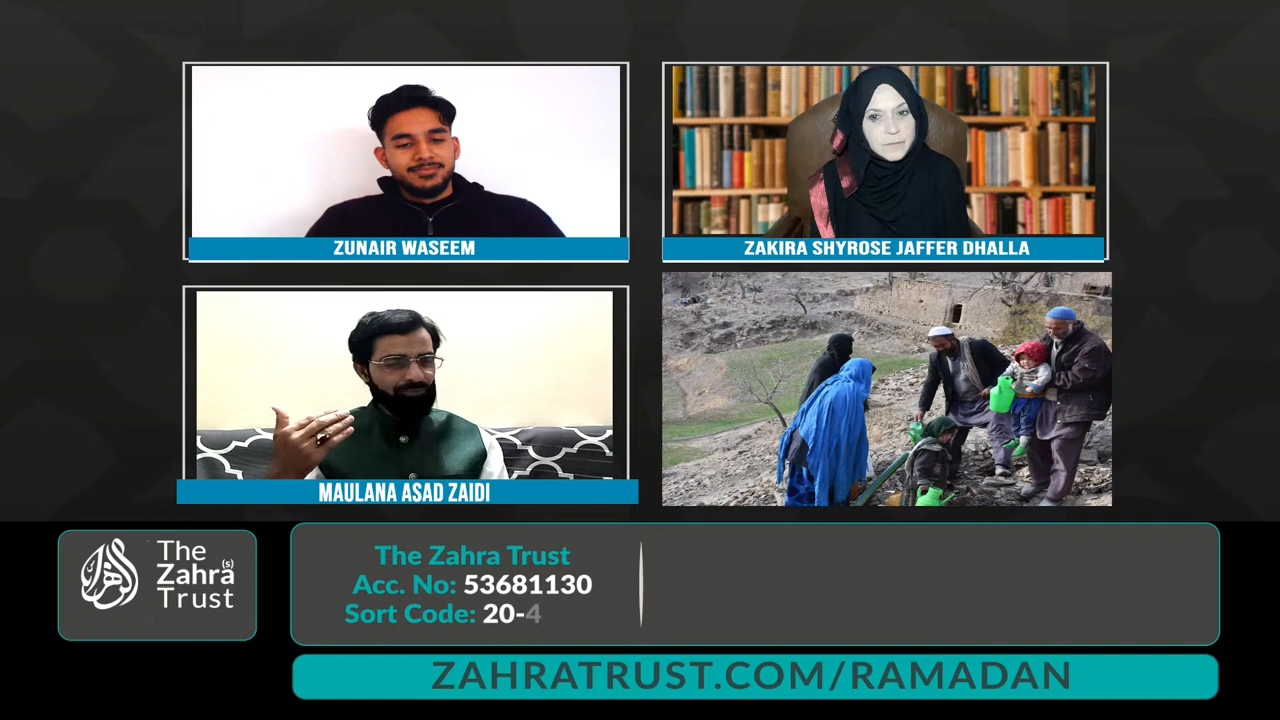 ZUNAIR WASEEM
ZAKIRA SHYROSE JAFFER DHALLA
MAULANA ASAD ZAIDI
The
Zahra(s)
Trust
The Zahra Trust
Acc. No: 53681130
Sort Code: 20-4
ZAHRATRUST.COM/RAMADAN